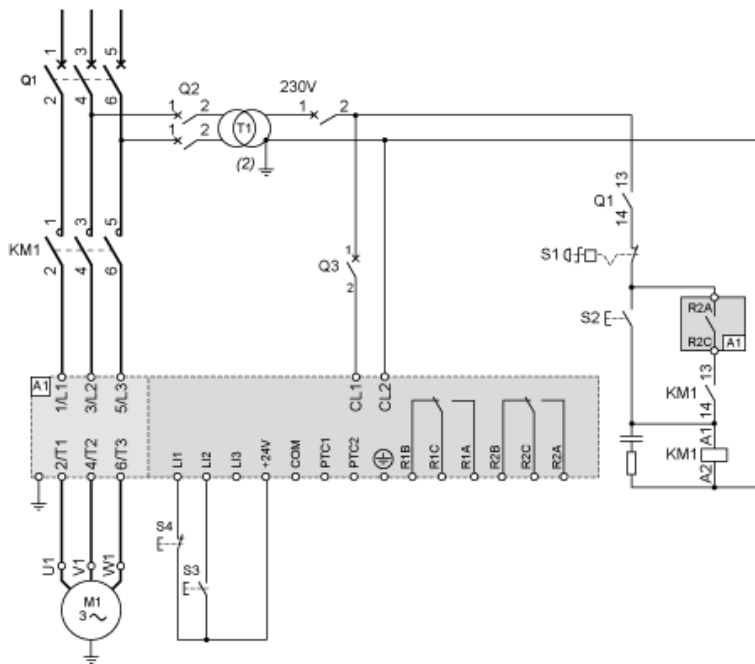 1 3 5
Q1
2 4 6
Q2
1 2
1 2
T1
(2)
230V
1 2
13
Q1
14
S1
1 3 5
KM1
2 4 6
1
Q3
2
S2
R2A
R2C
A1
13
KM1
14
A1
KM1
A2
A1
1/L1 3/L2 5/L3
CL1 CL2
2/T1 4/T2 6/T3
LI1 LI2 LI3 +24V COM PTC1 PTC2 R1B R1C R1A R2B R2C R2A
S4
S3
U1 V1 W1
M1
3